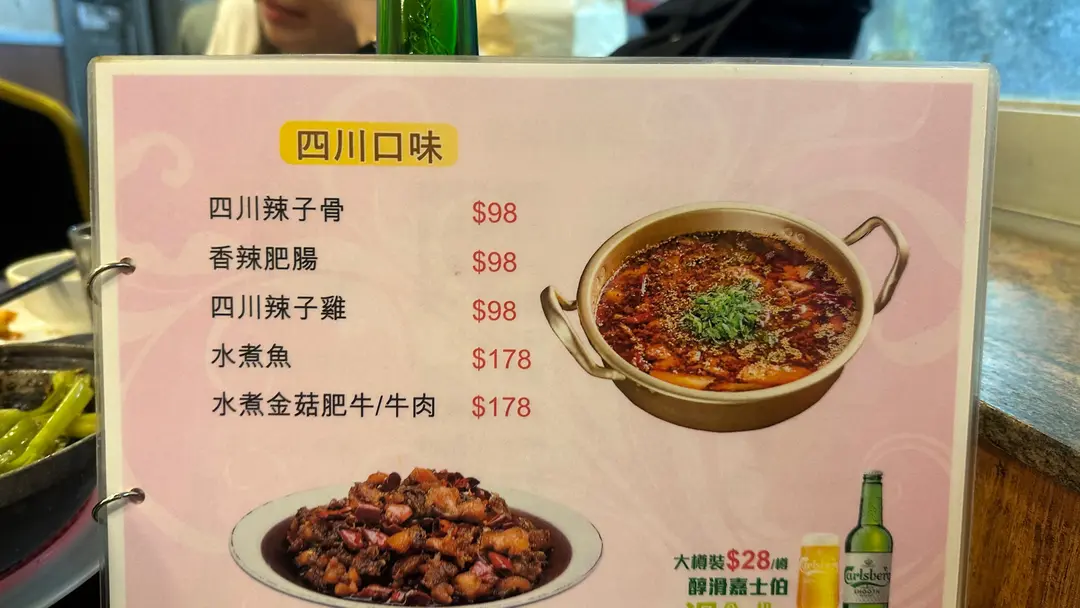 四川口味
四川辣子骨 $98
香辣肥腸 $98
四川辣子雞 $98
水煮魚 $178
水煮金菇肥牛/牛肉 $178
大樽裝$28/樽
醇滑嘉士伯
Carlsberg
Carlsberg
SMOOTH